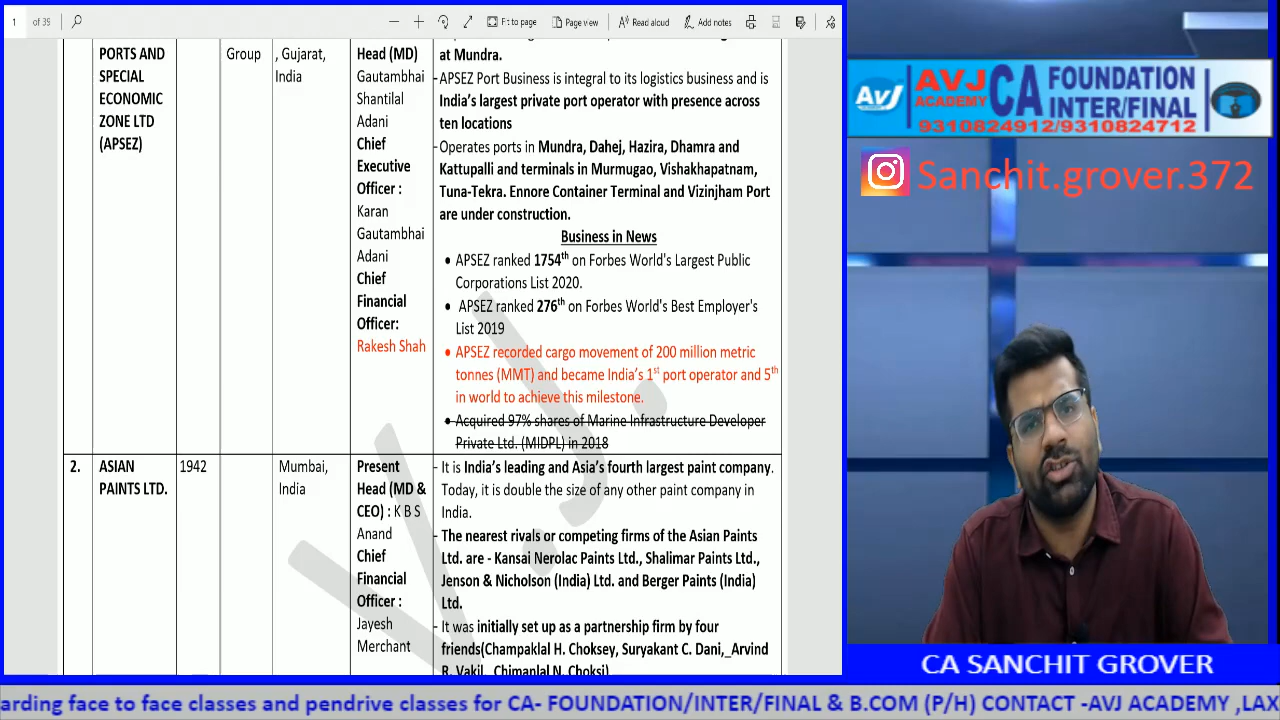 1 of 39
Fit to page
Page view
Read aloud
Add notes
PORTS AND
SPECIAL
ECONOMIC
ZONE LTD
(APSEZ)
Group
, Gujarat,
India
Head (MD)
Gautambhai
Shantilal
Adani
Chief
Executive
Officer :
Karan
Gautambhai
Adani
Chief
Financial
Officer:
Rakesh Shah
at Mundra.
- APSEZ Port Business is integral to its logistics business and is
India's largest private port operator with presence across
ten locations
- Operates ports in Mundra, Dahej, Hazira, Dhamra and
Kattupalli and terminals in Murmugao, Vishakhapatnam,
Tuna-Tekra. Ennore Container Terminal and Vizinjham Port
are under construction.
Business in News
• APSEZ ranked 1754th on Forbes World's Largest Public
Corporations List 2020.
• APSEZ ranked 276th on Forbes World's Best Employer's
List 2019
• APSEZ recorded cargo movement of 200 million metric
tonnes (MMT) and became India's 1st port operator and 5th
in world to achieve this milestone.
• Acquired 97% shares of Marine Infrastructure Developer
Private Ltd. (MIDPL) in 2018
2.
ASIAN
PAINTS LTD.
1942
Mumbai,
India
Present
Head (MD &
CEO) : K B S
Anand
Chief
Financial
Officer :
Jayesh
Merchant
- It is India's leading and Asia's fourth largest paint company.
Today, it is double the size of any other paint company in
India.
- The nearest rivals or competing firms of the Asian Paints
Ltd. are - Kansai Nerolac Paints Ltd., Shalimar Paints Ltd.,
Jenson & Nicholson (India) Ltd. and Berger Paints (India)
Ltd.
- It was initially set up as a partnership firm by four
friends(Champaklal H. Choksey, Suryakant C. Dani,_Arvind
R. Vakil, Chimanlal N. Choksi)
V.J.
AVJ
AVJ
ACADEMY
CA
FOUNDATION
INTER/FINAL
9310824912/9310824712
Sanchit.grover.372
CA SANCHIT GROVER
arding face to face classes and pendrive classes for CA- FOUNDATION/INTER/FINAL & B.COM (P/H) CONTACT -AVJ ACADEMY ,LAX